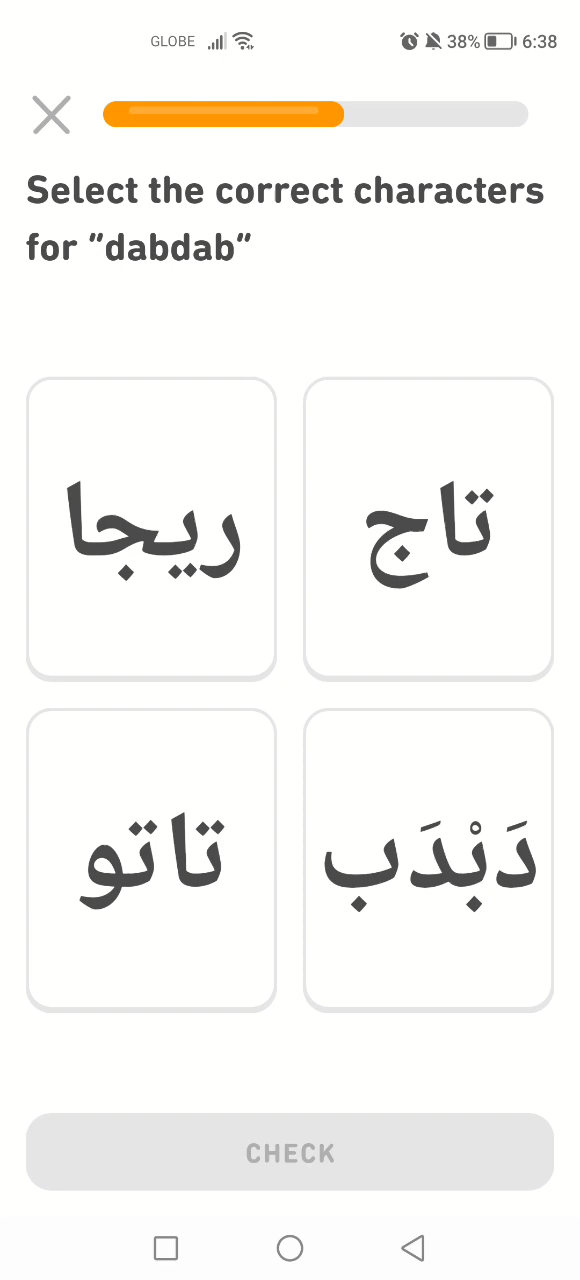 GLOBE 38% 6:38
Select the correct characters
for "dabdab"
ريجا
تاج
تاتو
دَبْدَب
CHECK